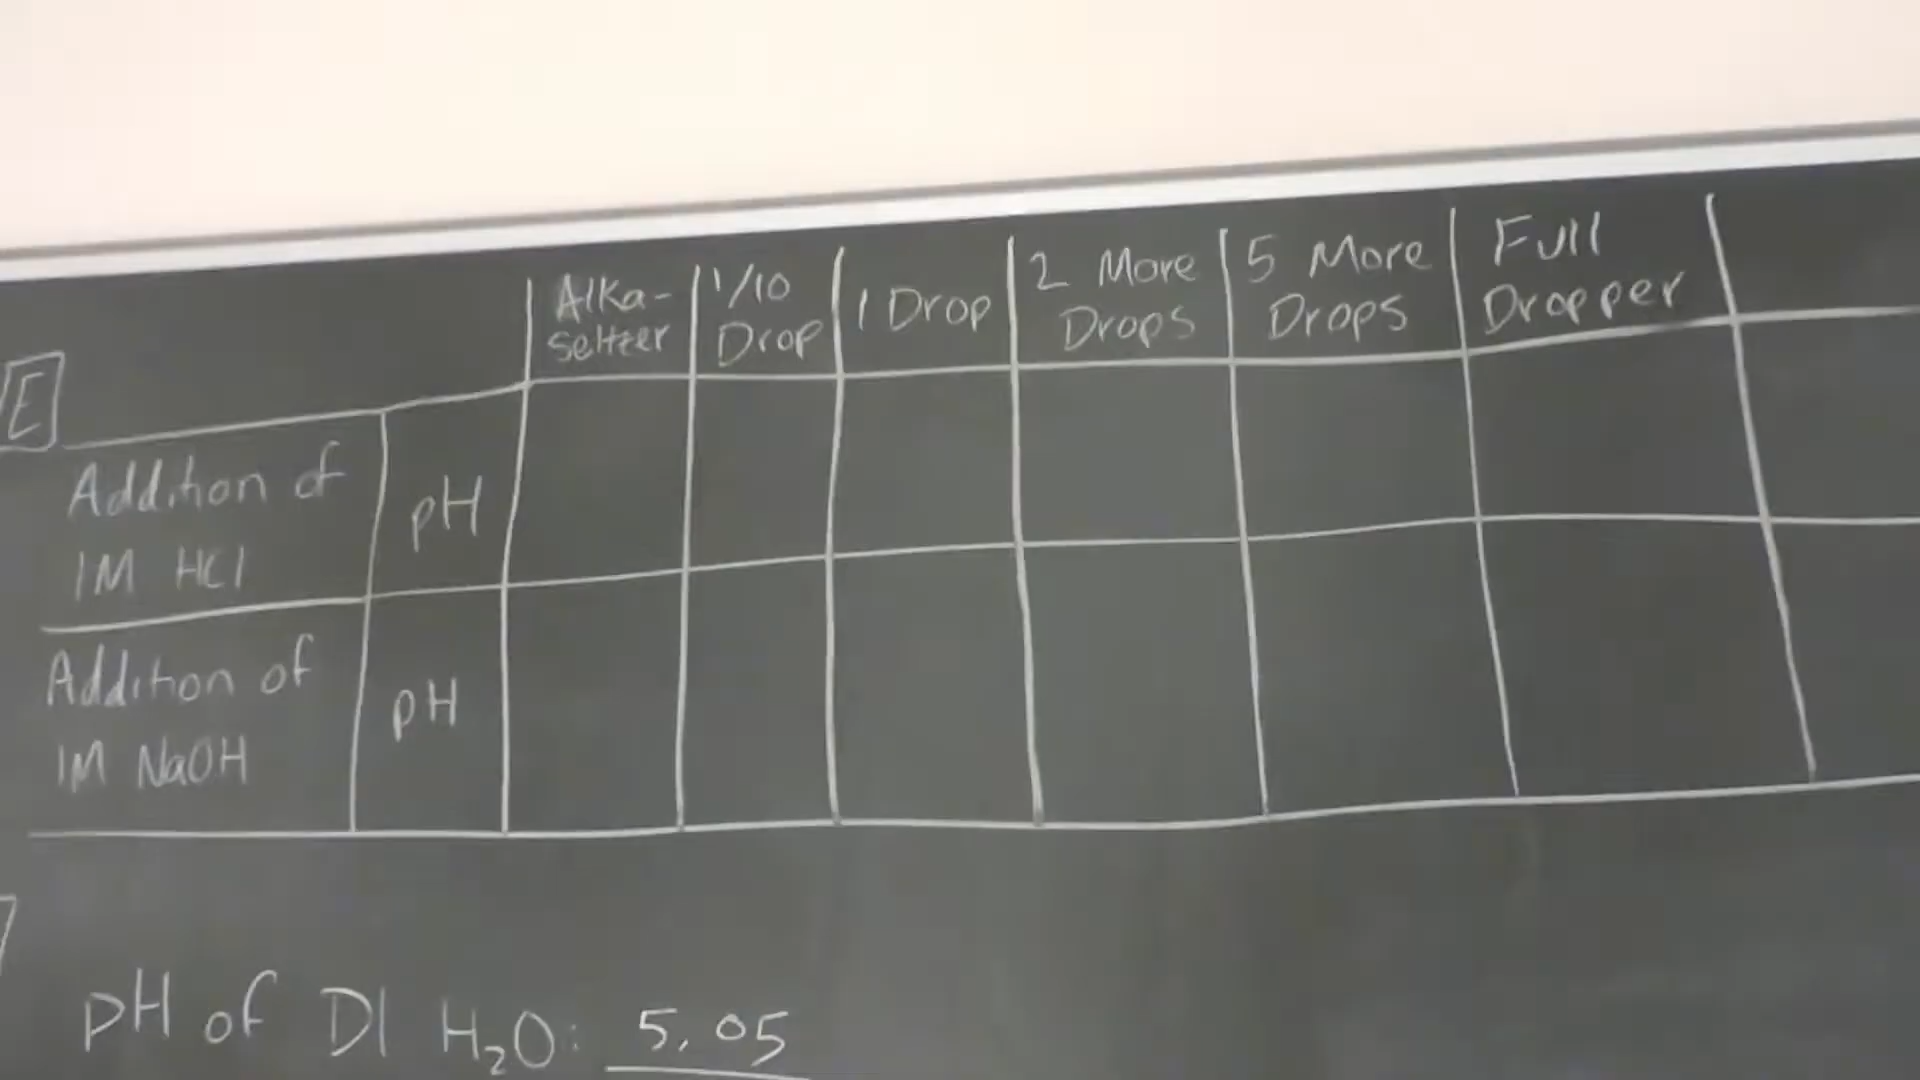 Alka-
Seltzer
1/10
Drop
1 Drop
2 More
Drops
5 More
Drops
Full
Dropper
E
Addition of
1M HCl
pH
Addition of
1M NaOH
pH
pH of DI H₂O: 5.05